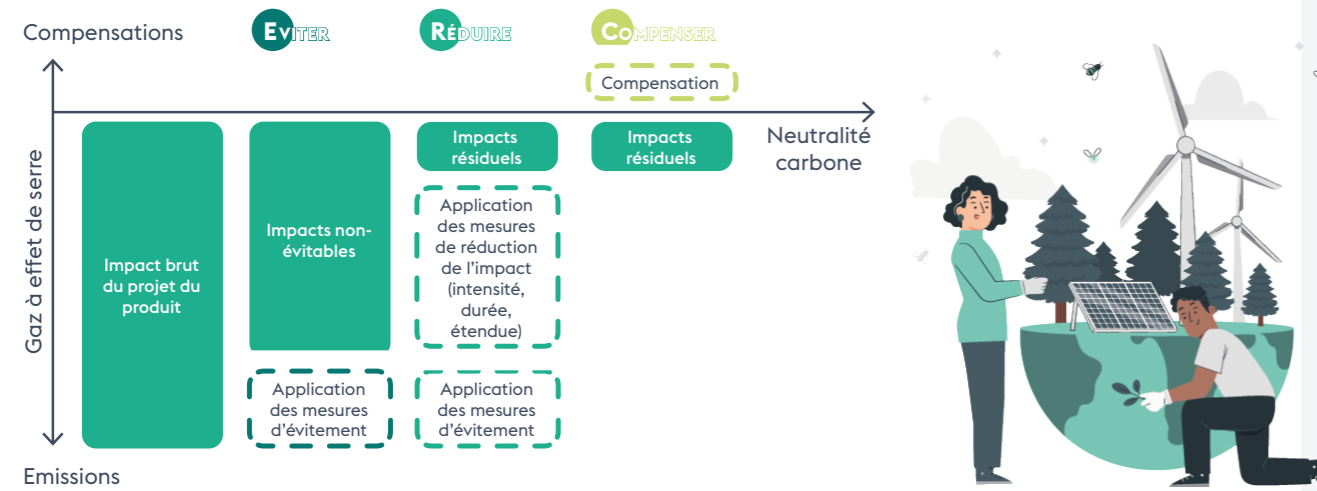 Compensations
EVITER
RÉDUIRE
COMPENSER
Compensation
Gaz à effet de serre
Impact brut
du projet du
produit
Impacts non-
évitables
Application
des mesures
d'évitement
Impacts
résiduels
Application
des mesures
de réduction
de l'impact
(intensité,
durée,
étendue)
Application
des mesures
d'évitement
Impacts
résiduels
Neutralité
carbone
Emissions